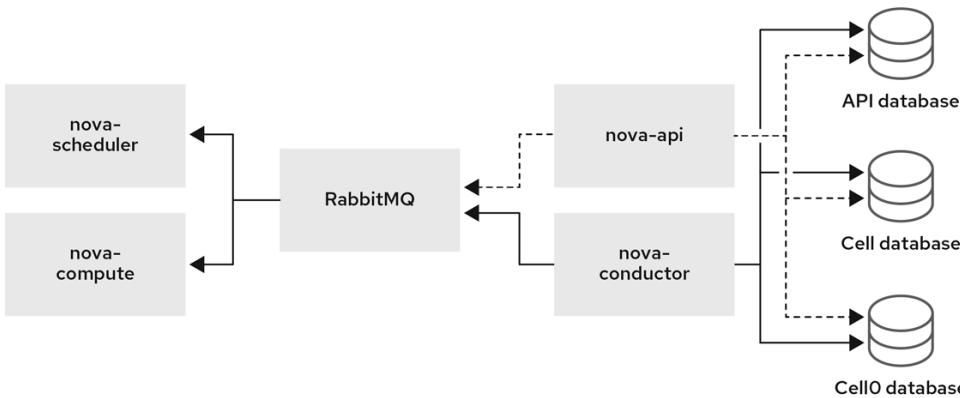 nova-
scheduler
nova-
compute
RabbitMQ
nova-api
nova-
conductor
API database
Cell database
Cell0 database